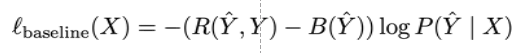 ℓ_baseline(X) = −(R(Ŷ, Y) − B(Ŷ)) log P(Ŷ | X)